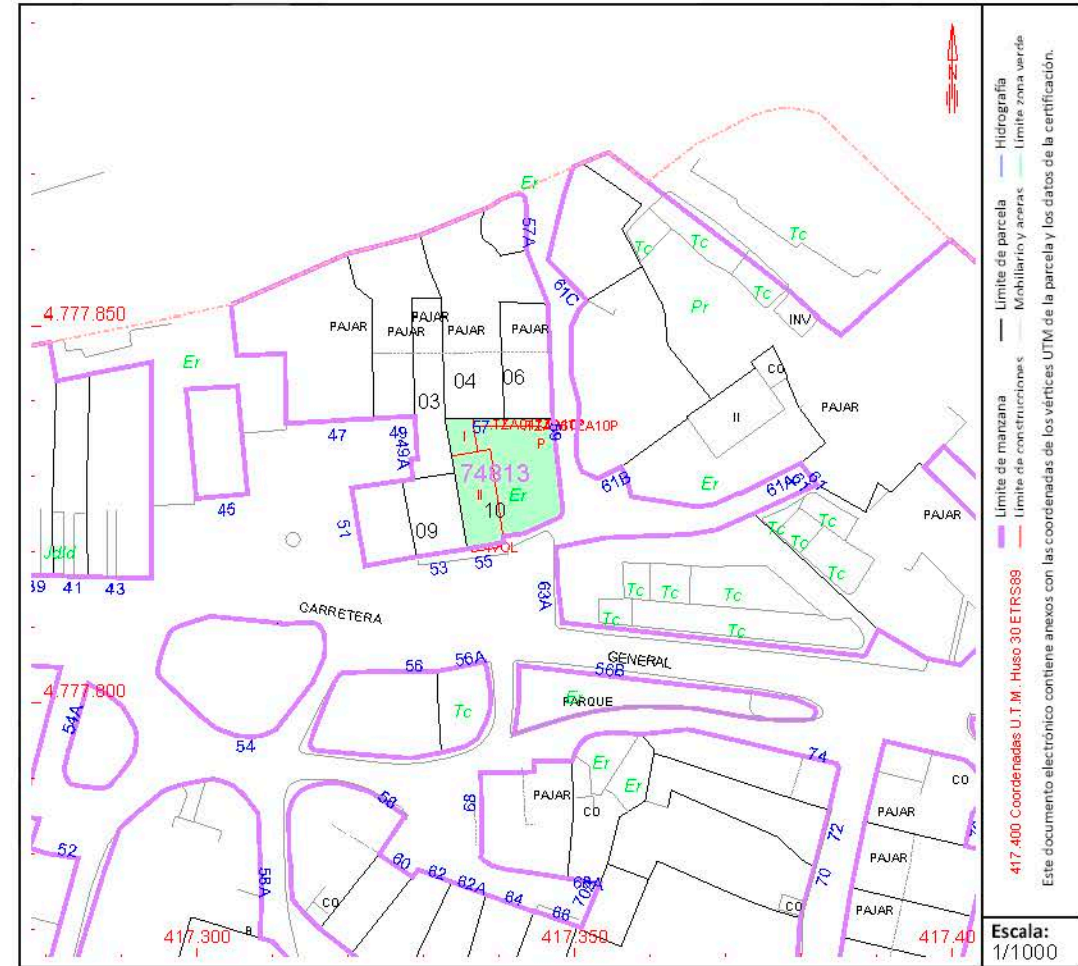 N
Er
57A
Tc
Tc
Tc
Tc
61C
Pr
INV
4.777.850
PAJAR
PAJAR
PAJAR
PAJAR
PAJAR
Er
CO
04
06
03
II
PAJAR
47
49
49A
57
59
I
P
74813
II
Er
10
61B
Er
61A
61
45
51
09
53
55
PAJAR
Tc
Tc
Tc
Tc
Jdld
39
41
43
63A
Tc
Tc
Tc
Tc
Tc
CARRETERA
GENERAL
56
56A
56B
4.777.800
54A
Tc
Er
PARQUE
54
74
Er
Er
CO
58
68
PAJAR
CO
PAJAR
72
52
PAJAR
60
62
62A
64
66
68A
70A
70
58A
CO
CO
PAJAR
B
417.300
417.350
417.40
Hidrografía
Límite zona verde
Límite de parcela
Mobiliario y aceras
Límite de manzana
Límite de construcciones
417.400 Coordenadas U.T.M. Huso 30 ETRS89
Este documento electrónico contiene anexos con las coordenadas de los vértices UTM de la parcela y los datos de la certificación.
Escala:
1/1000